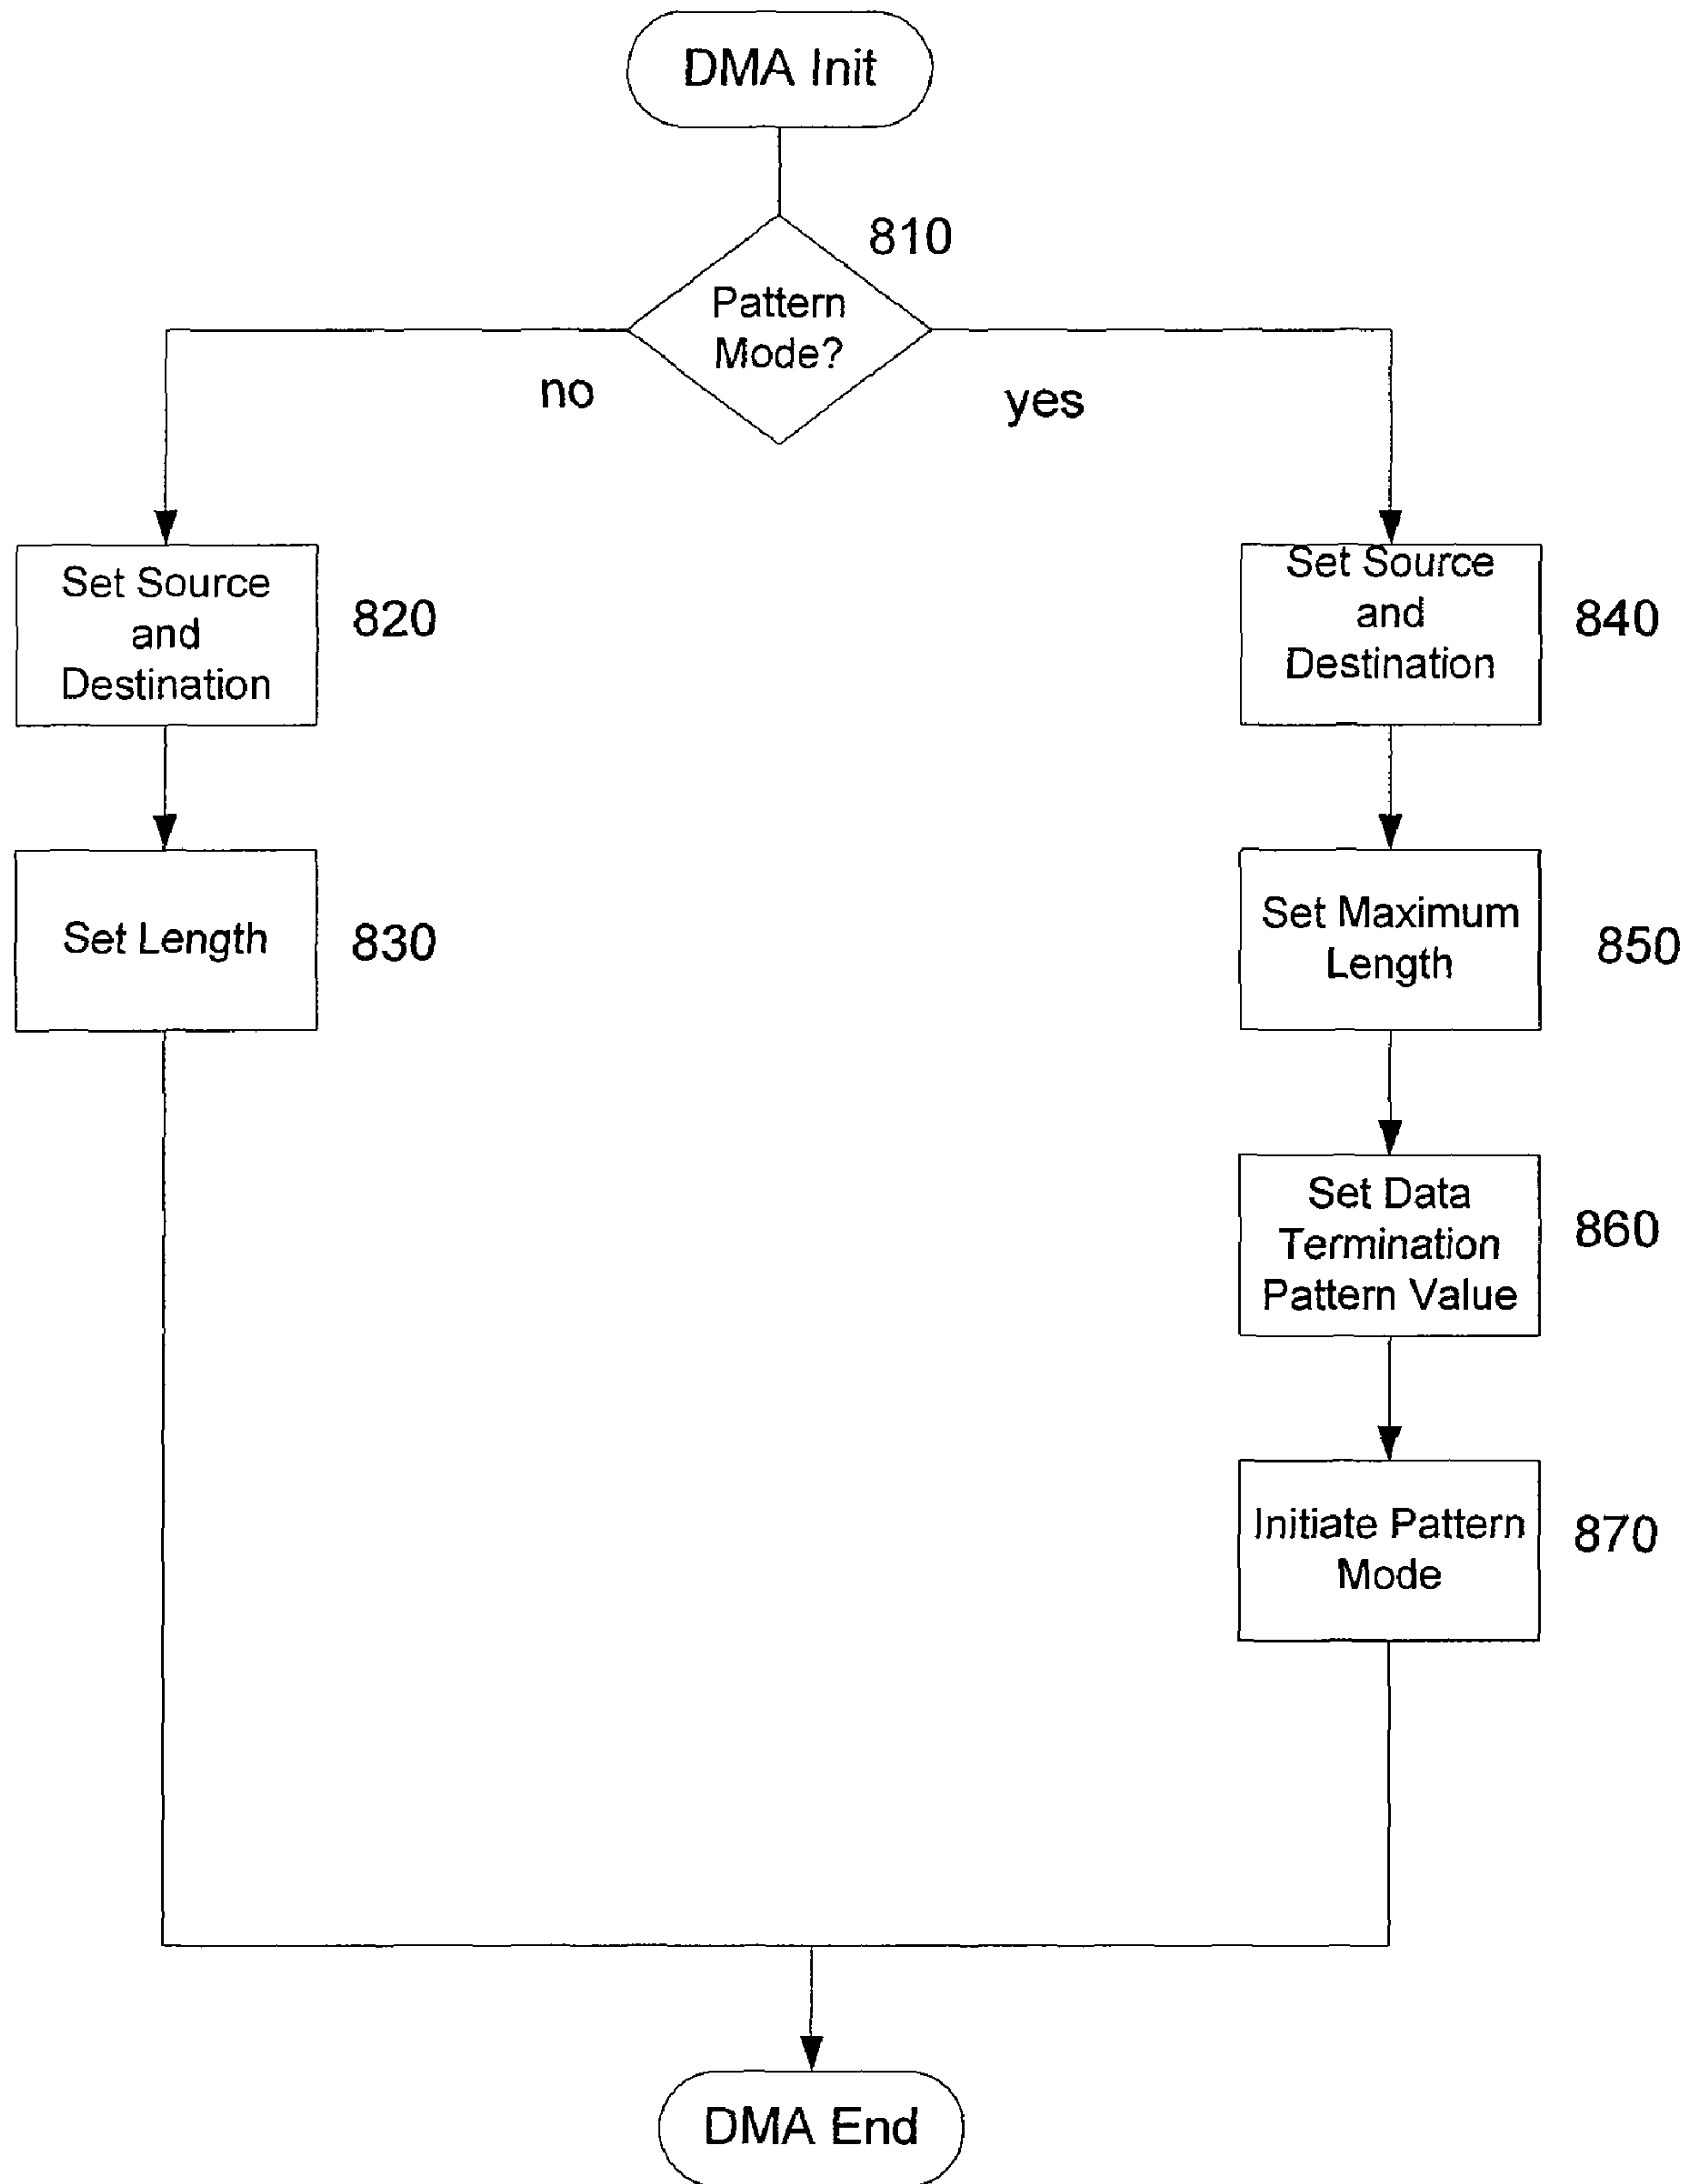 DMA Init
810
Pattern
Mode?
no
yes
Set Source
and
Destination
820
Set Source
and
Destination
840
Set Length
830
Set Maximum
Length
850
Set Data
Termination
Pattern Value
860
Initiate Pattern
Mode
870
DMA End